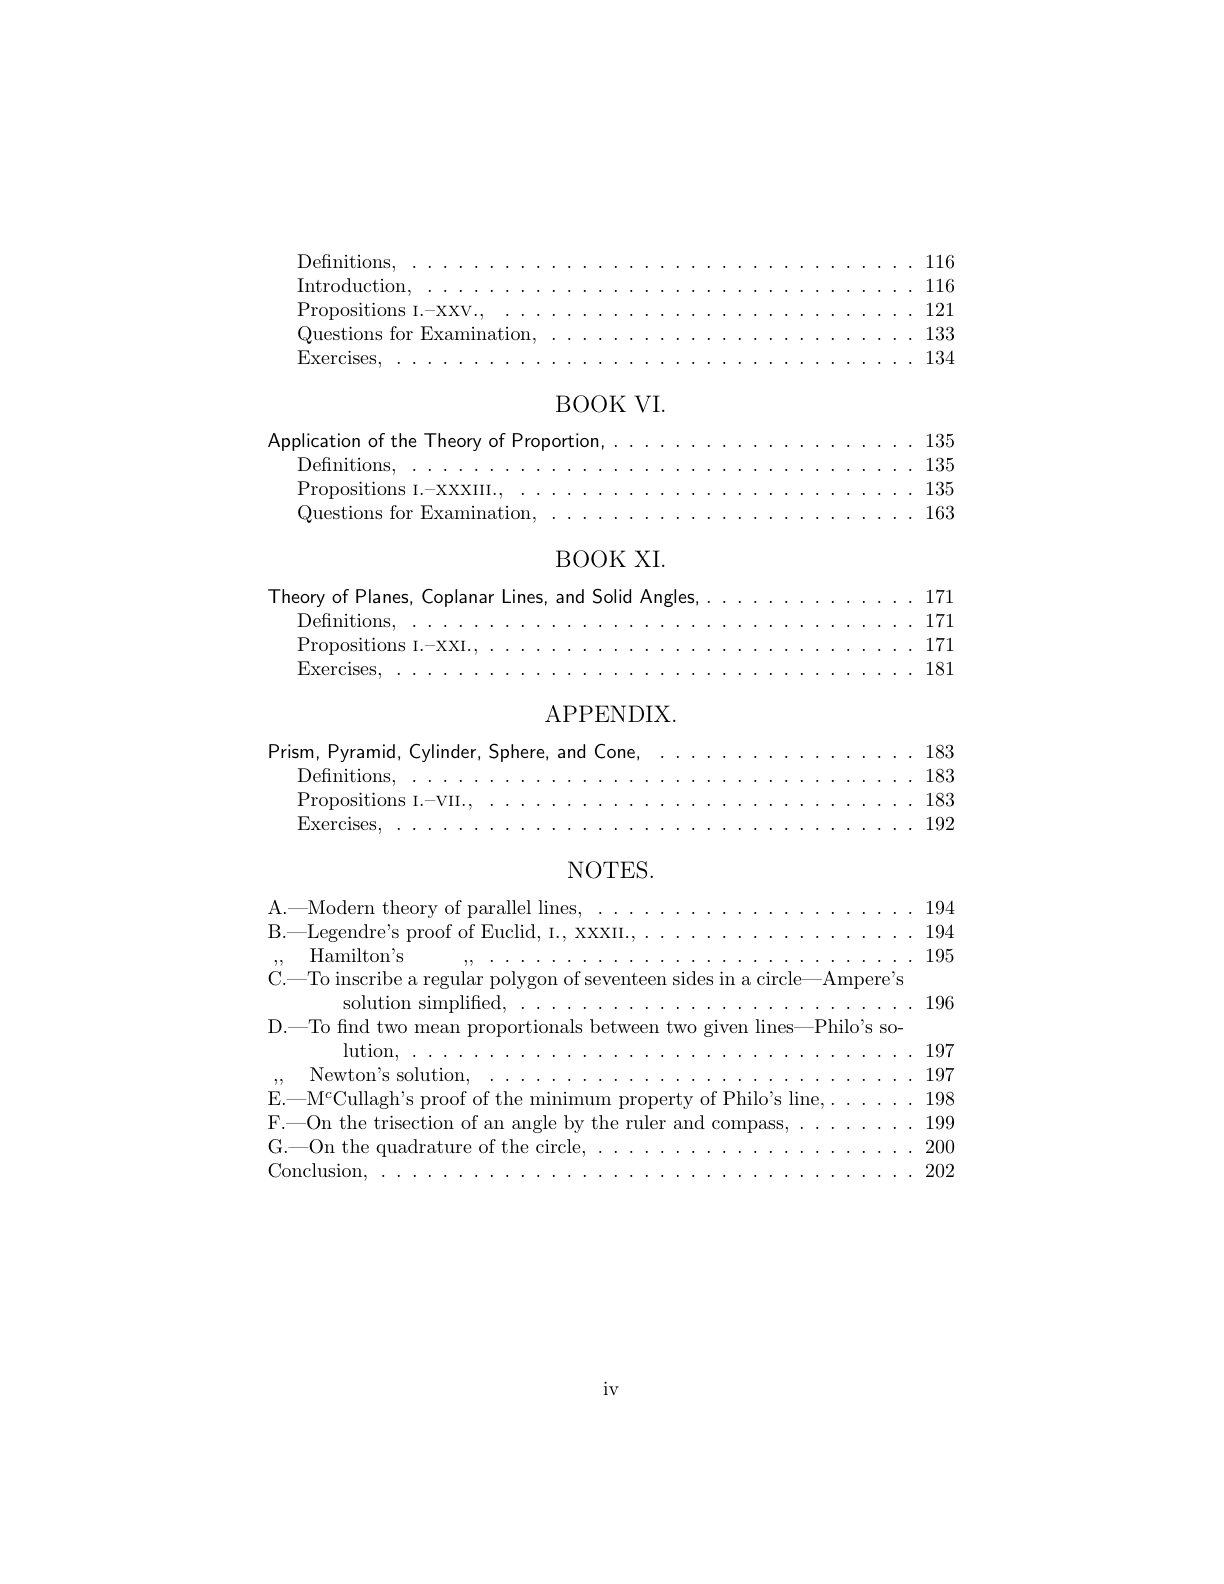 Definitions, . . . . . . . . . . . . . . . . . . . . . . . . . . . . . . . . . 116
Introduction, . . . . . . . . . . . . . . . . . . . . . . . . . . . . . . . . 116
Propositions I.–XXV., . . . . . . . . . . . . . . . . . . . . . . . . . . . 121
Questions for Examination, . . . . . . . . . . . . . . . . . . . . . . . . 133
Exercises, . . . . . . . . . . . . . . . . . . . . . . . . . . . . . . . . . . 134
BOOK VI.
Application of the Theory of Proportion, . . . . . . . . . . . . . . . . . . . . 135
Definitions, . . . . . . . . . . . . . . . . . . . . . . . . . . . . . . . . . 135
Propositions I.–XXXIII., . . . . . . . . . . . . . . . . . . . . . . . . . . 135
Questions for Examination, . . . . . . . . . . . . . . . . . . . . . . . . 163
BOOK XI.
Theory of Planes, Coplanar Lines, and Solid Angles, . . . . . . . . . . . . . . 171
Definitions, . . . . . . . . . . . . . . . . . . . . . . . . . . . . . . . . . 171
Propositions I.–XXI., . . . . . . . . . . . . . . . . . . . . . . . . . . . . 171
Exercises, . . . . . . . . . . . . . . . . . . . . . . . . . . . . . . . . . . 181
APPENDIX.
Prism, Pyramid, Cylinder, Sphere, and Cone, . . . . . . . . . . . . . . . . . 183
Definitions, . . . . . . . . . . . . . . . . . . . . . . . . . . . . . . . . . 183
Propositions I.–VII., . . . . . . . . . . . . . . . . . . . . . . . . . . . . 183
Exercises, . . . . . . . . . . . . . . . . . . . . . . . . . . . . . . . . . . 192
NOTES.
A.—Modern theory of parallel lines, . . . . . . . . . . . . . . . . . . . . . 194
B.—Legendre’s proof of Euclid, I., XXXII., . . . . . . . . . . . . . . . . . . 194
,, Hamilton’s ,, . . . . . . . . . . . . . . . . . . . . . . . . . . . . 195
C.—To inscribe a regular polygon of seventeen sides in a circle—Ampere’s
solution simplified, . . . . . . . . . . . . . . . . . . . . . . . . . . 196
D.—To find two mean proportionals between two given lines—Philo’s so-
lution, . . . . . . . . . . . . . . . . . . . . . . . . . . . . . . . . . 197
,, Newton’s solution, . . . . . . . . . . . . . . . . . . . . . . . . . . . . 197
E.—MᶜCullagh’s proof of the minimum property of Philo’s line, . . . . . . 198
F.—On the trisection of an angle by the ruler and compass, . . . . . . . . 199
G.—On the quadrature of the circle, . . . . . . . . . . . . . . . . . . . . . 200
Conclusion, . . . . . . . . . . . . . . . . . . . . . . . . . . . . . . . . . . . 202
iv